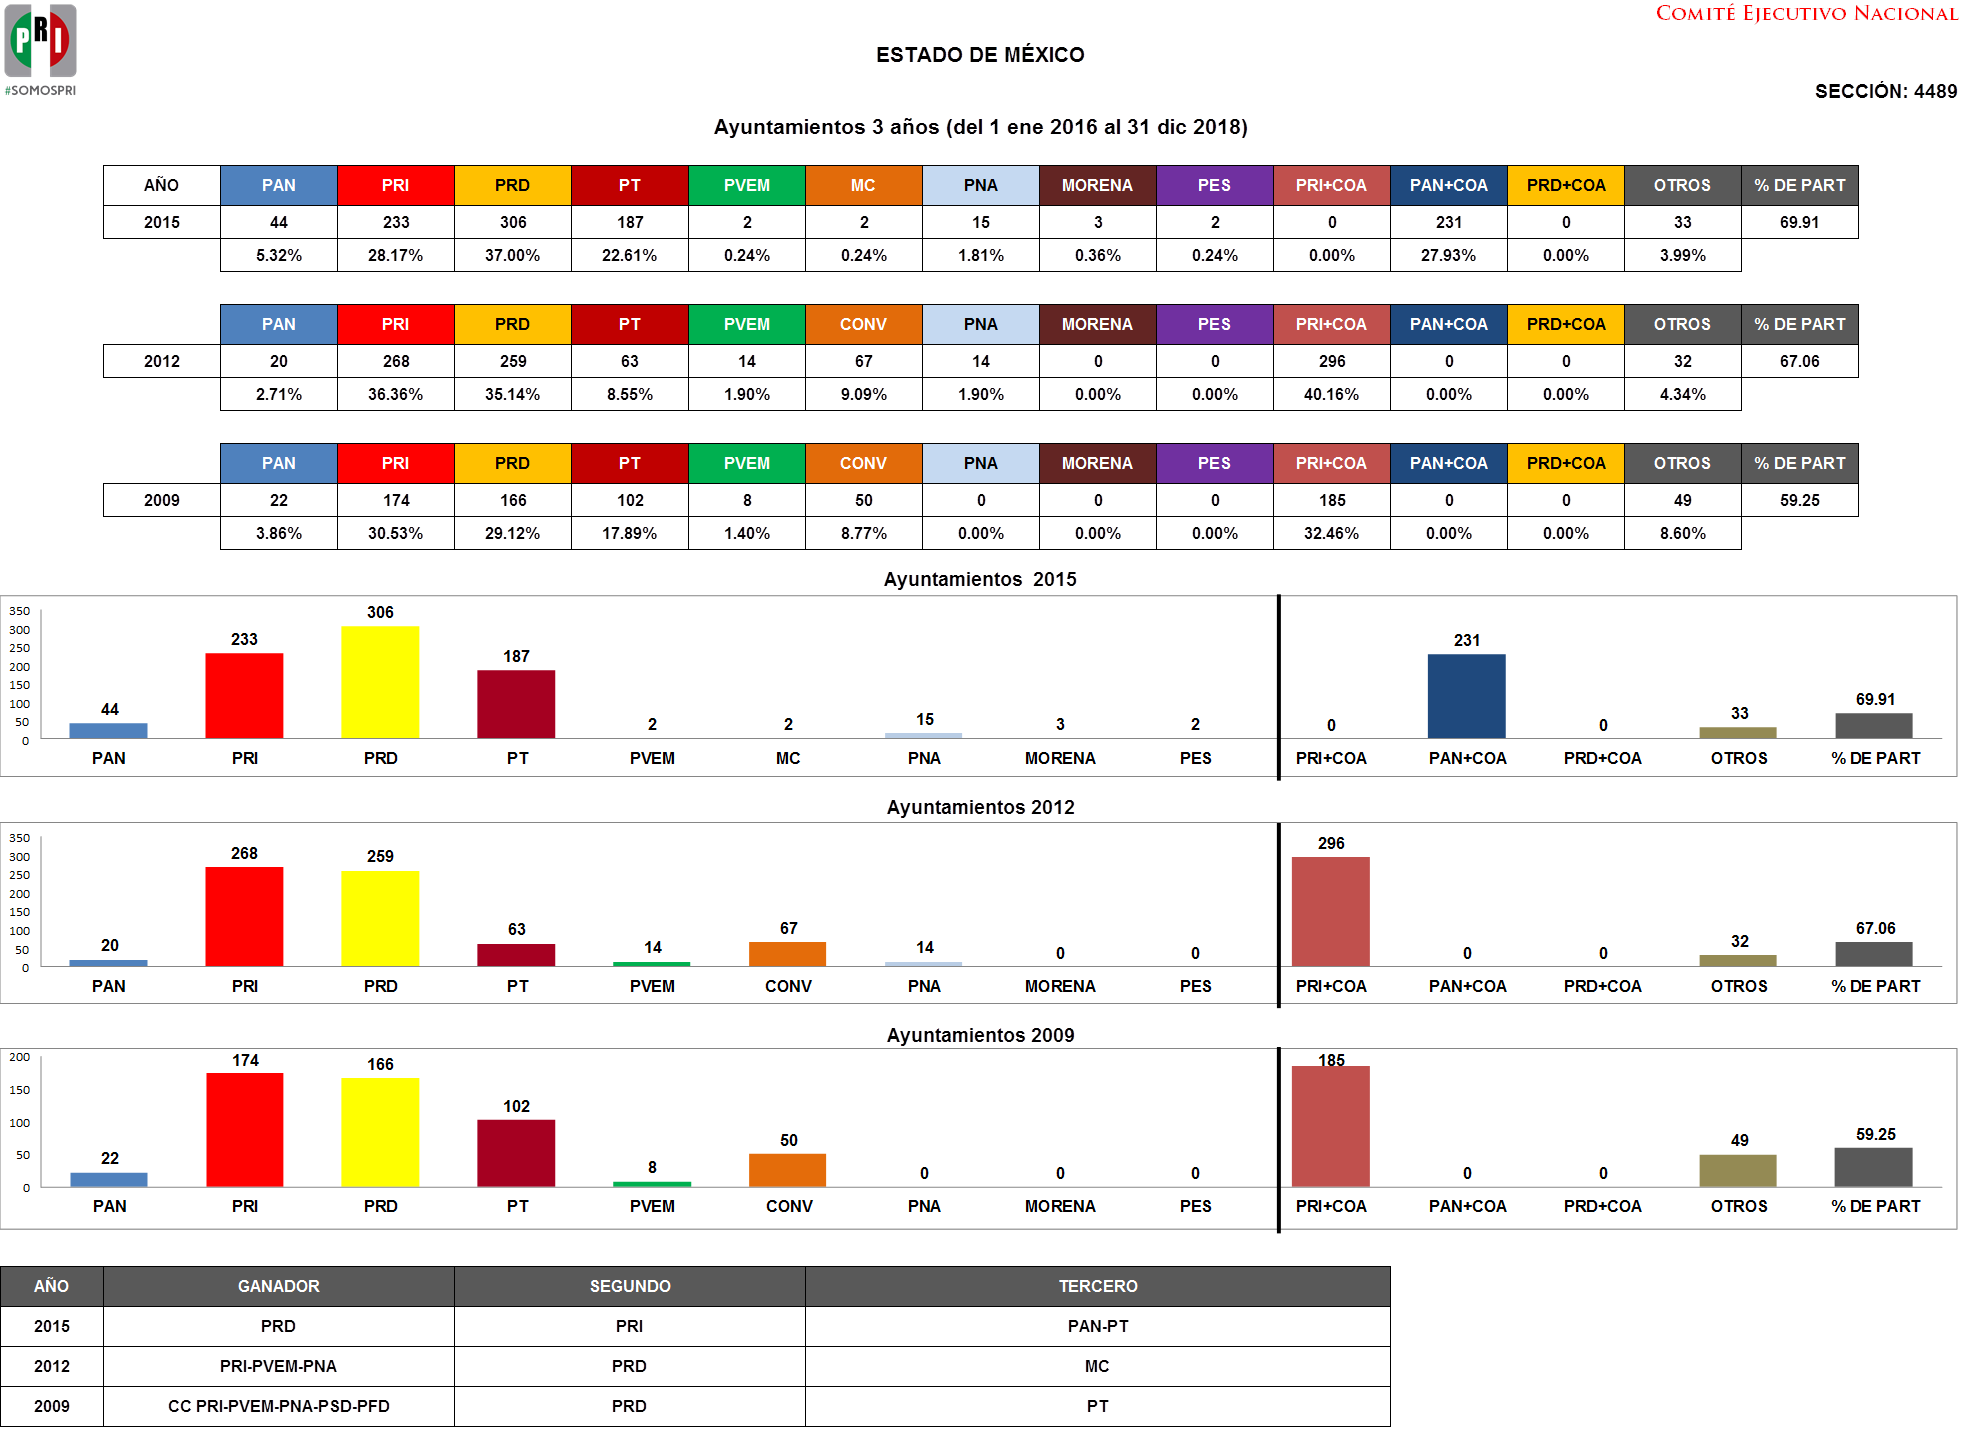 PRI
#SOMOSPRI
COMITÉ EJECUTIVO NACIONAL
ESTADO DE MÉXICO
SECCIÓN: 4489
Ayuntamientos 3 años (del 1 ene 2016 al 31 dic 2018)
AÑO PAN PRI PRD PT PVEM MC PNA MORENA PES PRI+COA PAN+COA PRD+COA OTROS % DE PART
2015 44 233 306 187 2 2 15 3 2 0 231 0 33 69.91
5.32% 28.17% 37.00% 22.61% 0.24% 0.24% 1.81% 0.36% 0.24% 0.00% 27.93% 0.00% 3.99%
PAN PRI PRD PT PVEM CONV PNA MORENA PES PRI+COA PAN+COA PRD+COA OTROS % DE PART
2012 20 268 259 63 14 67 14 0 0 296 0 0 32 67.06
2.71% 36.36% 35.14% 8.55% 1.90% 9.09% 1.90% 0.00% 0.00% 40.16% 0.00% 0.00% 4.34%
PAN PRI PRD PT PVEM CONV PNA MORENA PES PRI+COA PAN+COA PRD+COA OTROS % DE PART
2009 22 174 166 102 8 50 0 0 0 185 0 0 49 59.25
3.86% 30.53% 29.12% 17.89% 1.40% 8.77% 0.00% 0.00% 0.00% 32.46% 0.00% 0.00% 8.60%
Ayuntamientos 2015
350
300
250
200
150
100
50
0
44 233 306 187 2 2 15 3 2 0 231 0 33 69.91
PAN PRI PRD PT PVEM MC PNA MORENA PES PRI+COA PAN+COA PRD+COA OTROS % DE PART
Ayuntamientos 2012
350
300
250
200
150
100
50
0
20 268 259 63 14 67 14 0 0 296 0 0 32 67.06
PAN PRI PRD PT PVEM CONV PNA MORENA PES PRI+COA PAN+COA PRD+COA OTROS % DE PART
Ayuntamientos 2009
200
150
100
50
0
22 174 166 102 8 50 0 0 0 185 0 0 49 59.25
PAN PRI PRD PT PVEM CONV PNA MORENA PES PRI+COA PAN+COA PRD+COA OTROS % DE PART
AÑO GANADOR SEGUNDO TERCERO
2015 PRD PRI PAN-PT
2012 PRI-PVEM-PNA PRD MC
2009 CC PRI-PVEM-PNA-PSD-PFD PRD PT